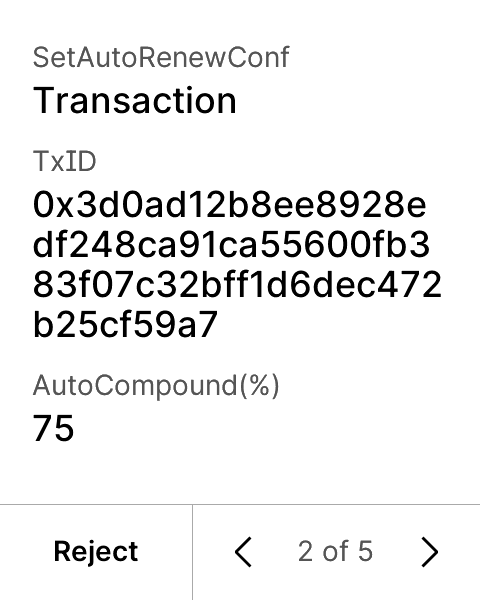 SetAutoRenewConf
Transaction
TxID
0x3d0ad12b8ee8928e
df248ca91ca55600fb3
83f07c32bff1d6dec472
b25cf59a7
AutoCompound(%)
75
Reject
2 of 5